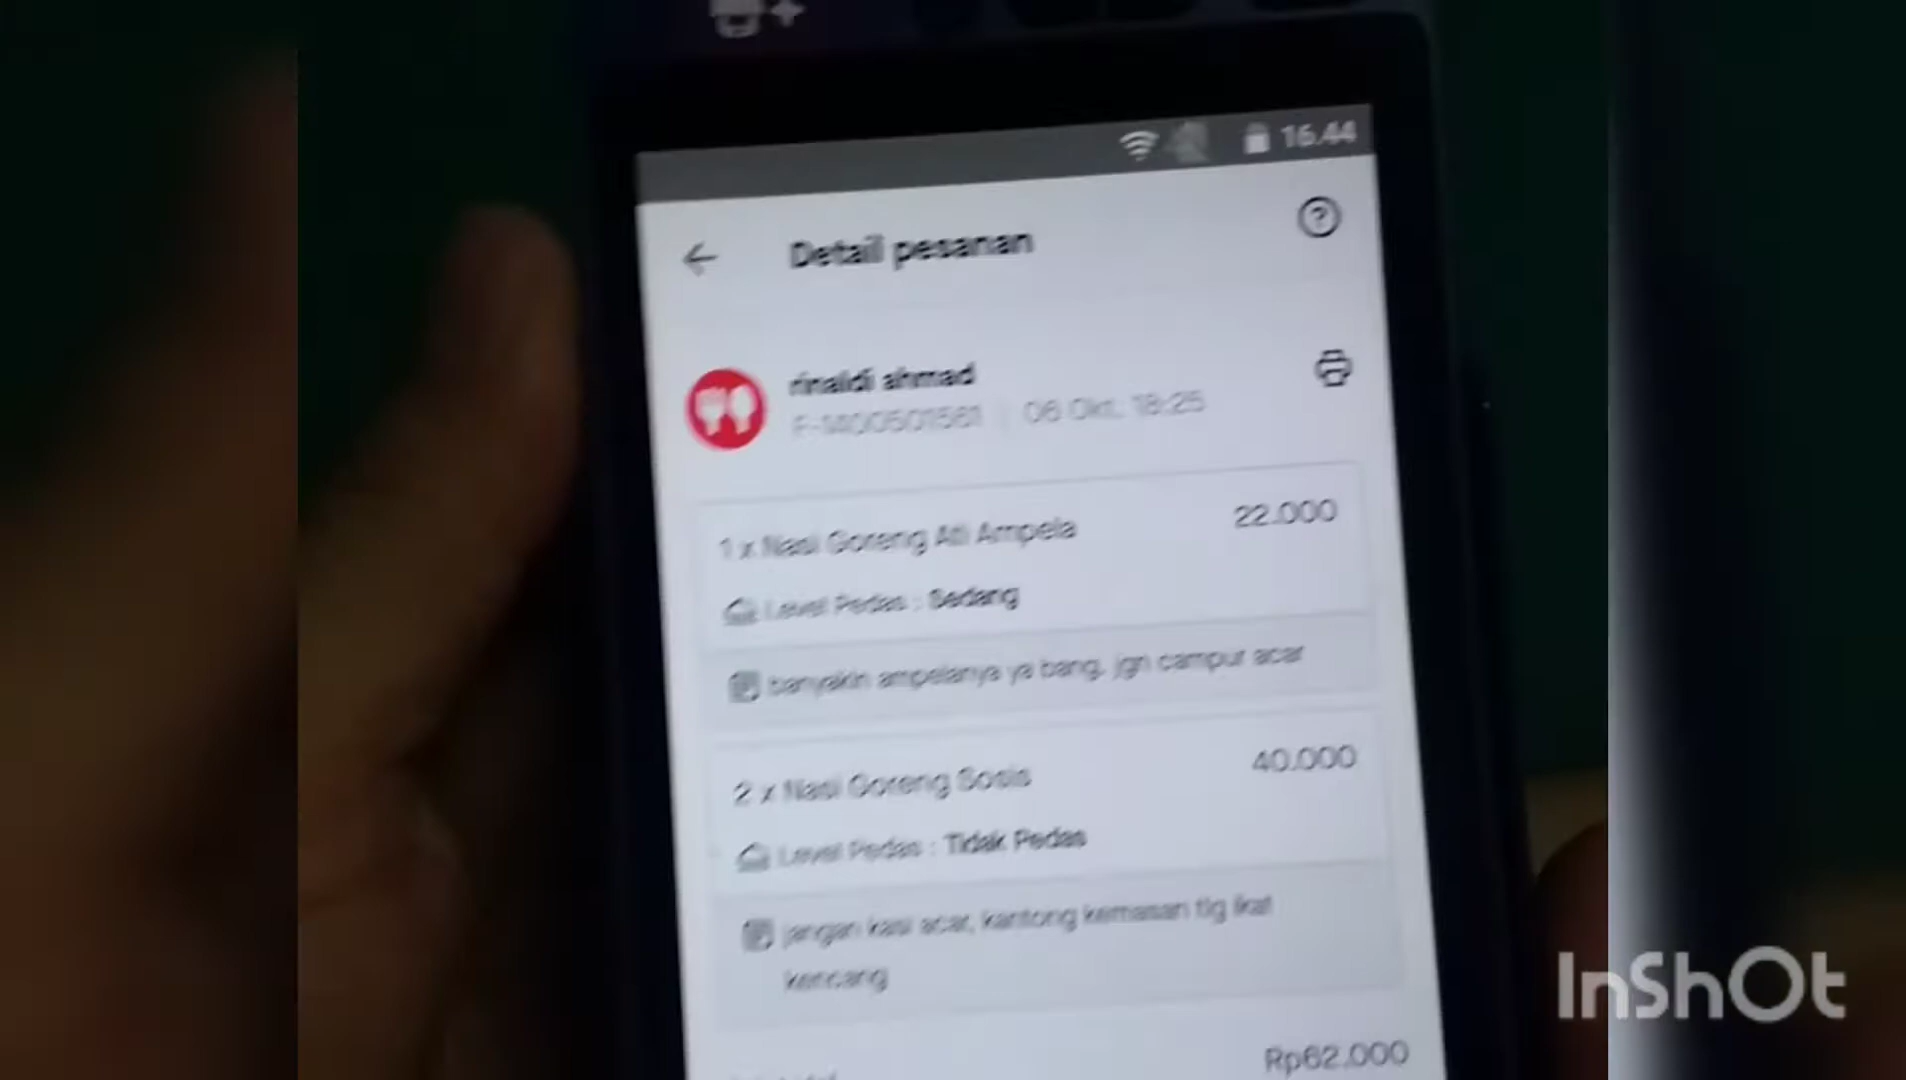 16.44
Detail pesanan
rinaldi ahmad
F-1400501561 | 06 Okt, 18:25
1 x Nasi Goreng Ati Ampela 22.000
Level Pedas : Sedang
banyakin ampelanya ya bang, jgn campur acar
2 x Nasi Goreng Sosis 40.000
Level Pedas : Tidak Pedas
jangan kasi acar, kantong kemasan tlg ikat
kencang
Rp62.000
InShOt